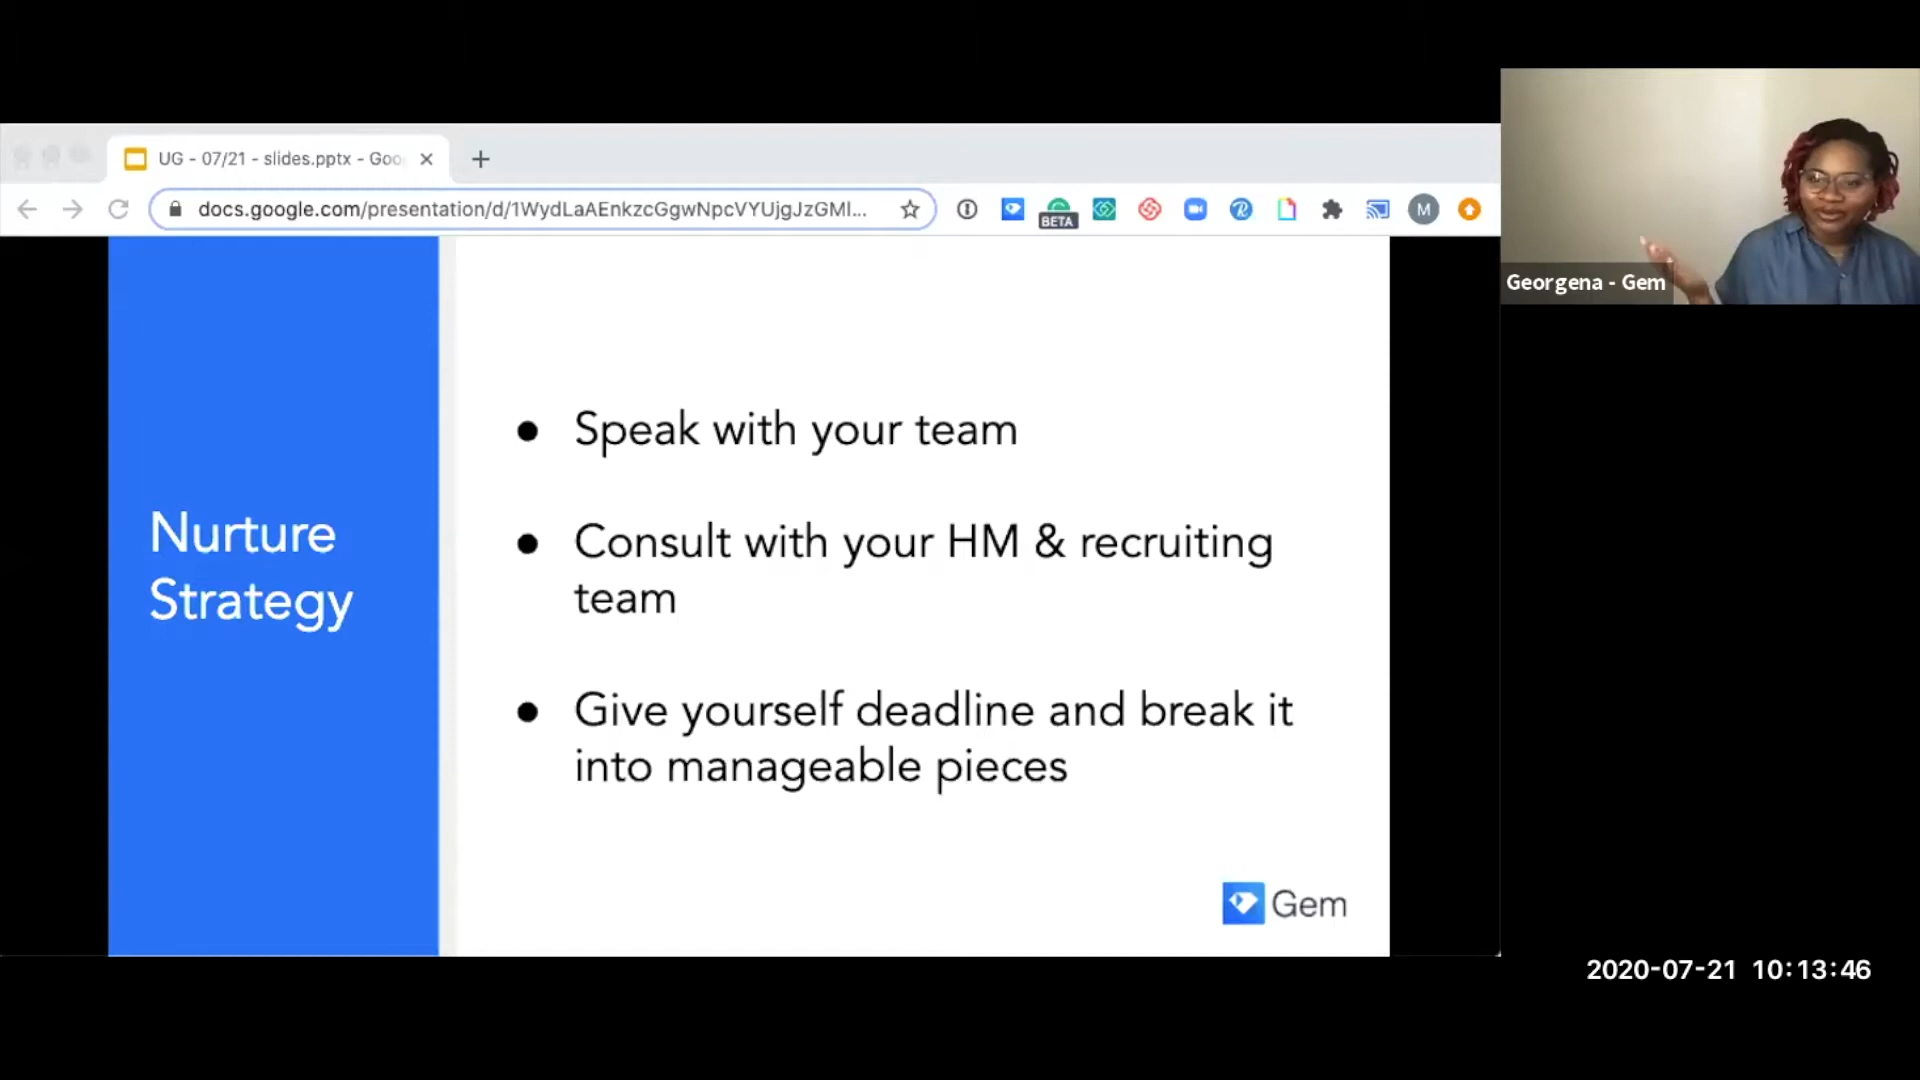 UG - 07/21 - slides.pptx - Goo
docs.google.com/presentation/d/1WydLaAEnkzcGgwNpcVYUjgJzGMI...
BETA
M
Georgena - Gem
Nurture
Strategy
● Speak with your team
● Consult with your HM & recruiting
team
● Give yourself deadline and break it
into manageable pieces
Gem
2020-07-21 10:13:46